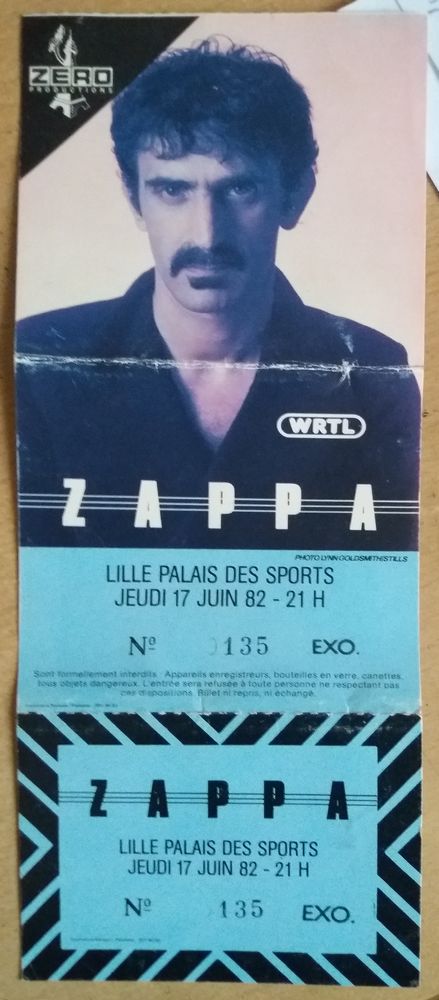 ZERO
PRODUCTIONS
WRTL
ZAPPA
PHOTO LYNN GOLDSMITH/STILLS
LILLE PALAIS DES SPORTS
JEUDI 17 JUIN 82 - 21 H
Nº 135 EXO.
Sont formellement interdits : Appareils enregistreurs, bouteilles en verre, canettes,
tous objets dangereux. L'entrée sera refusée à toute personne ne respectant pas
ces dispositions. Billet ni repris, ni échangé.
ZAPPA
LILLE PALAIS DES SPORTS
JEUDI 17 JUIN 82 - 21 H
Nº 135 EXO.